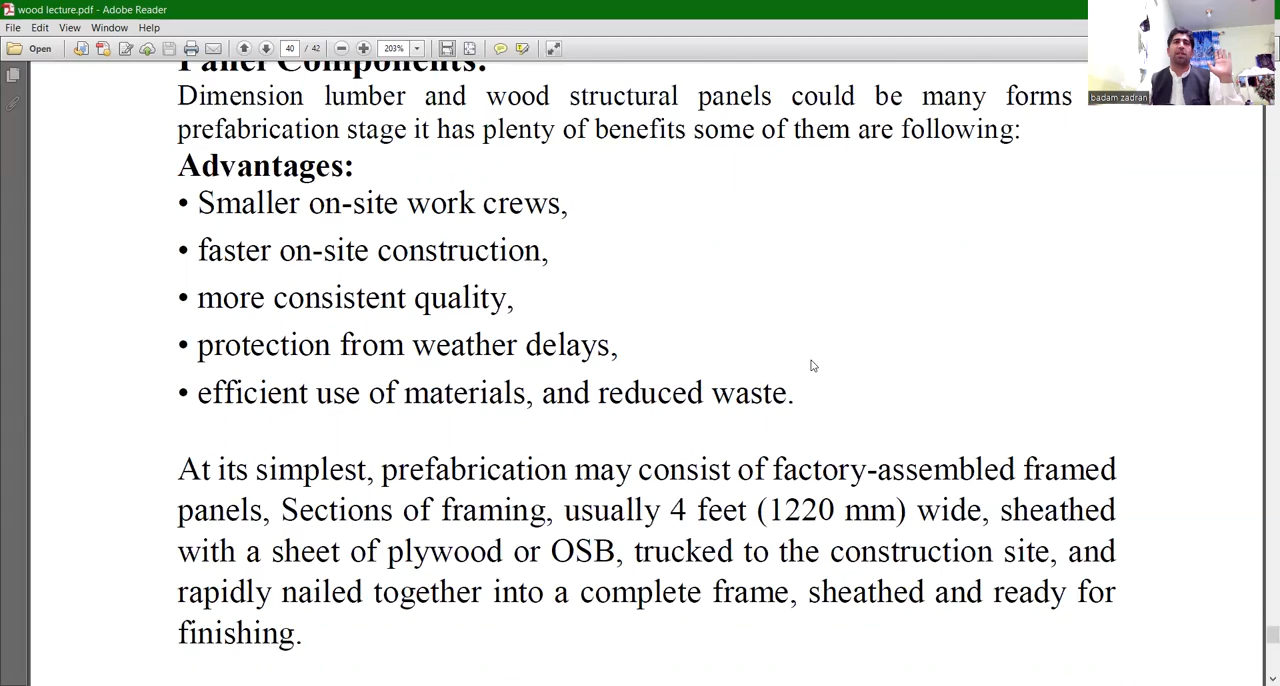 wood lecture.pdf - Adobe Reader
File Edit View Window Help
Open 40 / 42 203%
badam zadran
Panel Components:
Dimension lumber and wood structural panels could be many forms
prefabrication stage it has plenty of benefits some of them are following:
Advantages:
• Smaller on-site work crews,
• faster on-site construction,
• more consistent quality,
• protection from weather delays,
• efficient use of materials, and reduced waste.
At its simplest, prefabrication may consist of factory-assembled framed
panels, Sections of framing, usually 4 feet (1220 mm) wide, sheathed
with a sheet of plywood or OSB, trucked to the construction site, and
rapidly nailed together into a complete frame, sheathed and ready for
finishing.